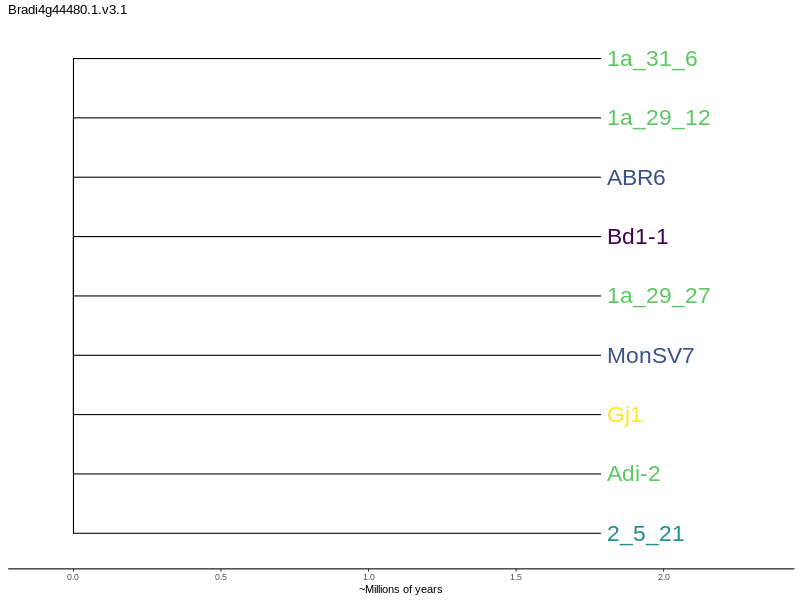 Bradi4g44480.1.v3.1
1a_31_6
1a_29_12
ABR6
Bd1-1
1a_29_27
MonSV7
Gj1
Adi-2
2_5_21
0.0 0.5 1.0 1.5 2.0
~Millions of years